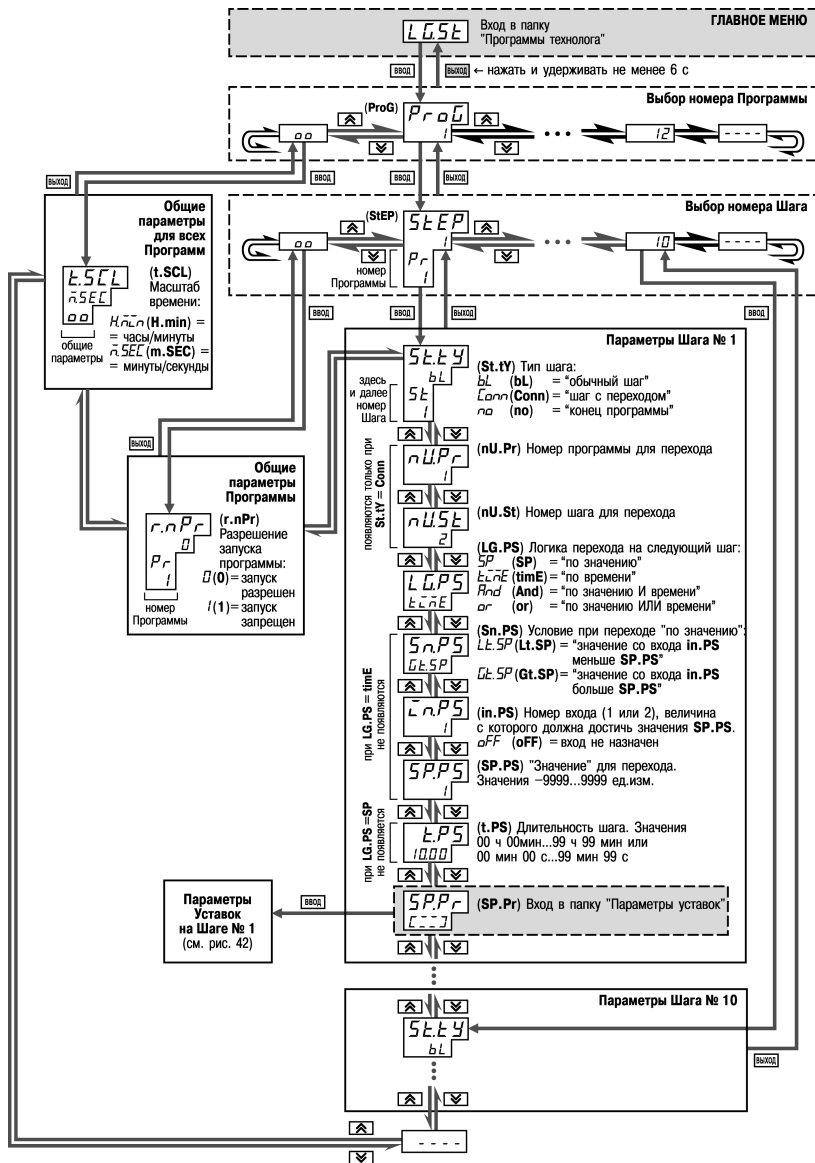 ГЛАВНОЕ МЕНЮ
LG.St
Вход в папку
"Программы технолога"
ВВОД
ВЫХОД ← нажать и удерживать не менее 6 с
Выбор номера Программы
(ProG)
ProG
1
oo
• • •
12
- - - -
ВЫХОД
ВВОД
ВВОД
ВЫХОД
Выбор номера Шага
(StEP)
StEP
1
Pr
1
номер
Программы
oo
• • •
10
- - - -
Общие
параметры
для всех
Программ
t.SCL
m.SEC
oo
общие
параметры
(t.SCL)
Масштаб
времени:
H.min (H.min) =
= часы/минуты
m.SEC (m.SEC) =
= минуты/секунды
ВВОД
ВВОД
ВЫХОД
ВВОД
ВЫХОД
Общие
параметры
Программы
r.nPr
0
Pr
1
номер
Программы
(r.nPr)
Разрешение
запуска
программы:
0 (0) = запуск
разрешен
1 (1) = запуск
запрещен
Параметры Шага № 1
St.tY
bL
St
1
здесь
и далее
номер
Шага
(St.tY) Тип шага:
bL (bL) = "обычный шаг"
Conn (Conn) = "шаг с переходом"
no (no) = "конец программы"
появляются только при
St.tY = Conn
nU.Pr
1
(nU.Pr) Номер программы для перехода
nU.St
2
(nU.St) Номер шага для перехода
LG.PS
timE
(LG.PS) Логика перехода на следующий шаг:
SP (SP) = "по значению"
timE (timE) = "по времени"
And (And) = "по значению И времени"
or (or) = "по значению ИЛИ времени"
при LG.PS = timE
не появляются
Sn.PS
Gt.SP
(Sn.PS) Условие при переходе "по значению":
Lt.SP (Lt.SP) = "значение со входа in.PS
меньше SP.PS"
Gt.SP (Gt.SP) = "значение со входа in.PS
больше SP.PS"
in.PS
1
(in.PS) Номер входа (1 или 2), величина
с которого должна достичь значения SP.PS.
oFF (oFF) = вход не назначен
SP.PS
1
(SP.PS) "Значение" для перехода.
Значения −9999...9999 ед.изм.
при LG.PS =SP
не появляется
t.PS
10.00
(t.PS) Длительность шага. Значения
00 ч 00мин...99 ч 99 мин или
00 мин 00 с...99 мин 99 с
SP.Pr
[---]
(SP.Pr) Вход в папку "Параметры уставок"
ВВОД
Параметры
Уставок
на Шаге № 1
(см. рис. 42)
Параметры Шага № 10
St.tY
bL
ВЫХОД
- - - -